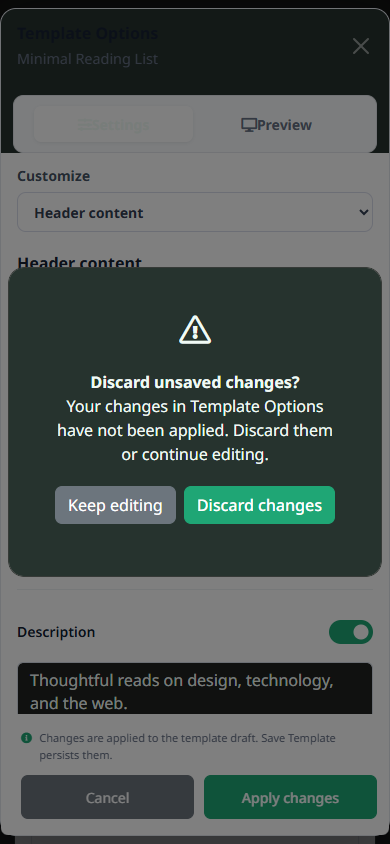 Template Options
Minimal Reading List
Settings
Preview
Customize
Header content
Header content
Discard unsaved changes?
Your changes in Template Options
have not been applied. Discard them
or continue editing.
Keep editing
Discard changes
Description
Thoughtful reads on design, technology,
and the web.
Changes are applied to the template draft. Save Template
persists them.
Cancel
Apply changes